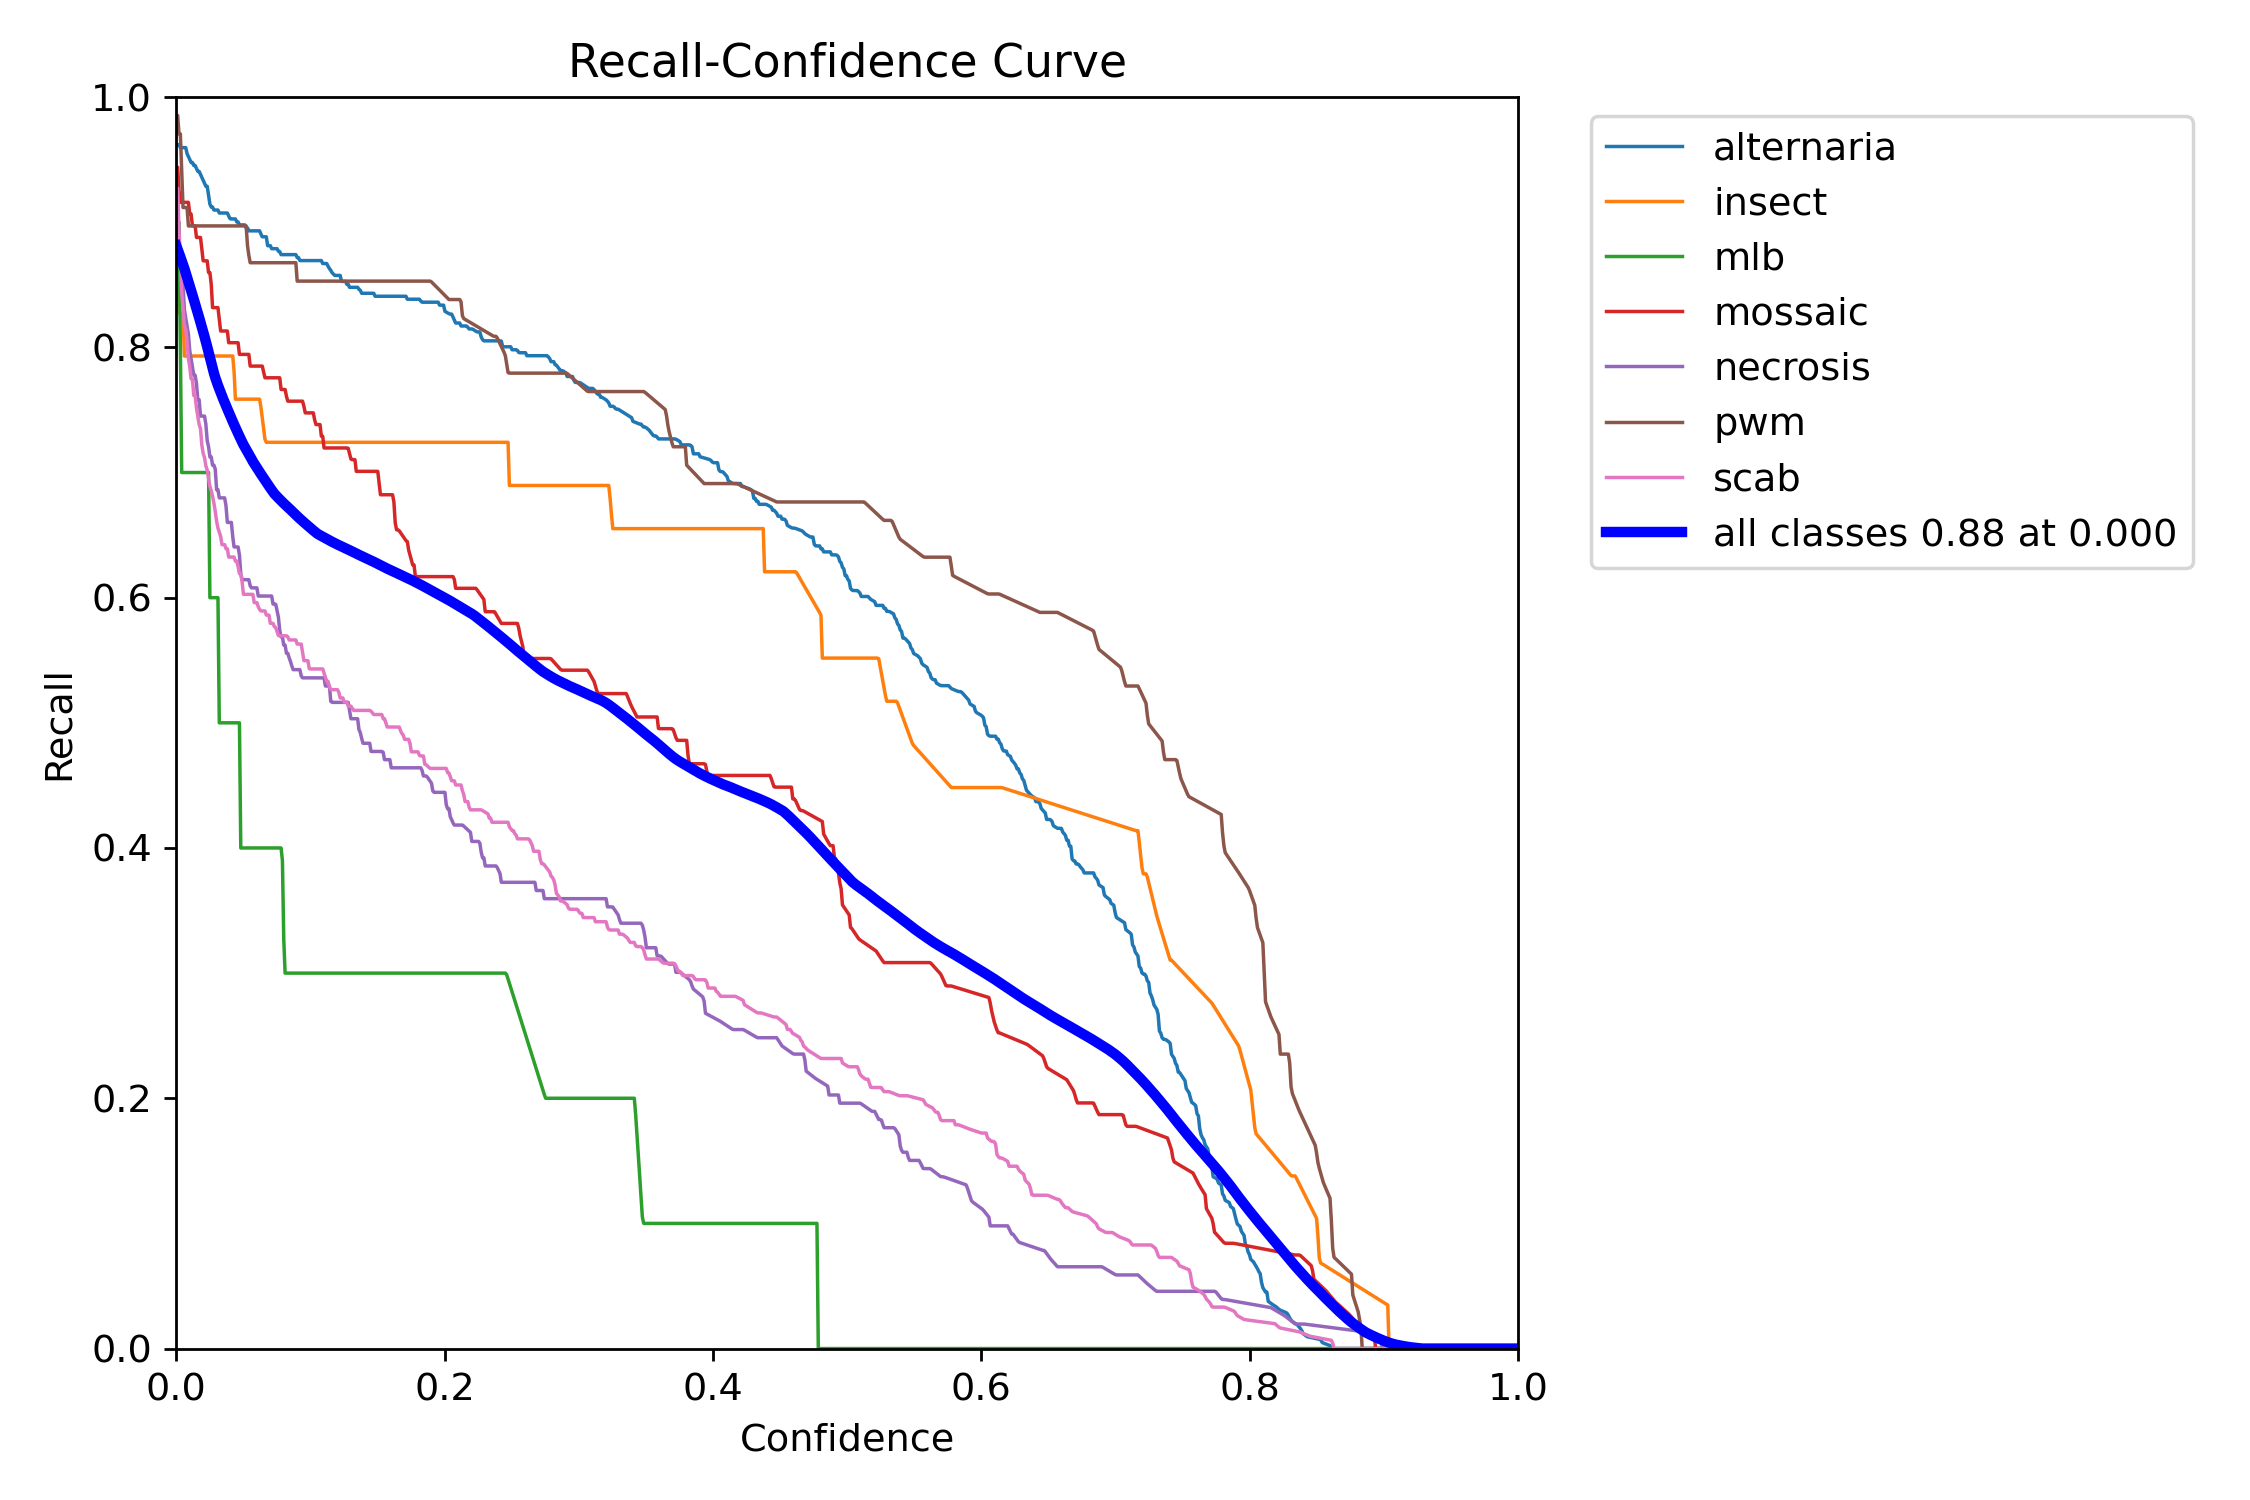 Recall-Confidence Curve
1.0
0.8
0.6
0.4
0.2
0.0
Recall
0.0 0.2 0.4 0.6 0.8 1.0
Confidence
alternaria
insect
mlb
mossaic
necrosis
pwm
scab
all classes 0.88 at 0.000